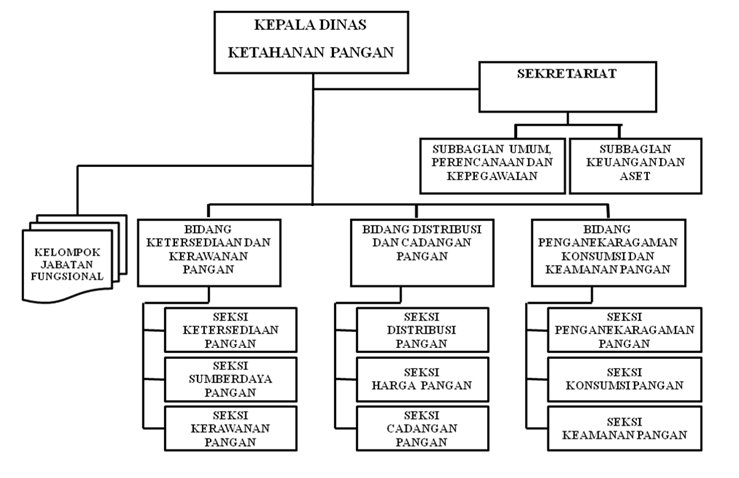 KEPALA DINAS
KETAHANAN PANGAN
SEKRETARIAT
SUBBAGIAN UMUM,
PERENCANAAN DAN
KEPEGAWAIAN
SUBBAGIAN
KEUANGAN DAN
ASET
KELOMPOK
JABATAN
FUNGSIONAL
BIDANG
KETERSEDIAAN DAN
KERAWANAN
PANGAN
BIDANG DISTRIBUSI
DAN CADANGAN
PANGAN
BIDANG
PENGANEKARAGAMAN
KONSUMSI DAN
KEAMANAN PANGAN
SEKSI
KETERSEDIAAN
PANGAN
SEKSI
SUMBERDAYA
PANGAN
SEKSI
KERAWANAN
PANGAN
SEKSI
DISTRIBUSI
PANGAN
SEKSI
HARGA PANGAN
SEKSI
CADANGAN
PANGAN
SEKSI
PENGANEKARAGAMAN
PANGAN
SEKSI
KONSUMSI PANGAN
SEKSI
KEAMANAN PANGAN